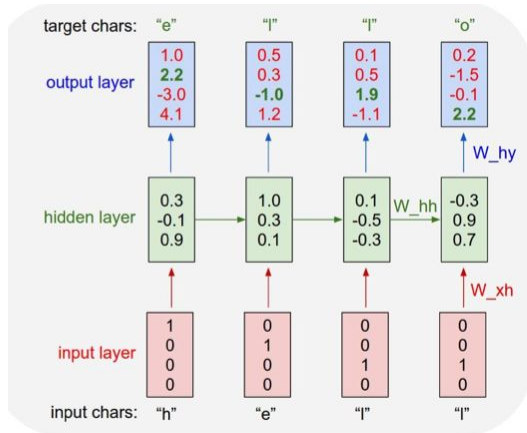 target chars: “e” “l” “l” “o”
1.0 0.5 0.1 0.2
2.2 0.3 0.5 -1.5
output layer -3.0 -1.0 1.9 -0.1
4.1 1.2 -1.1 2.2
W_hy
0.3 1.0 0.1 W_hh -0.3
hidden layer -0.1 0.3 -0.5 0.9
0.9 0.1 -0.3 0.7
W_xh
1 0 0 0
0 1 0 0
input layer 0 0 1 1
0 0 0 0
input chars: “h” “e” “l” “l”